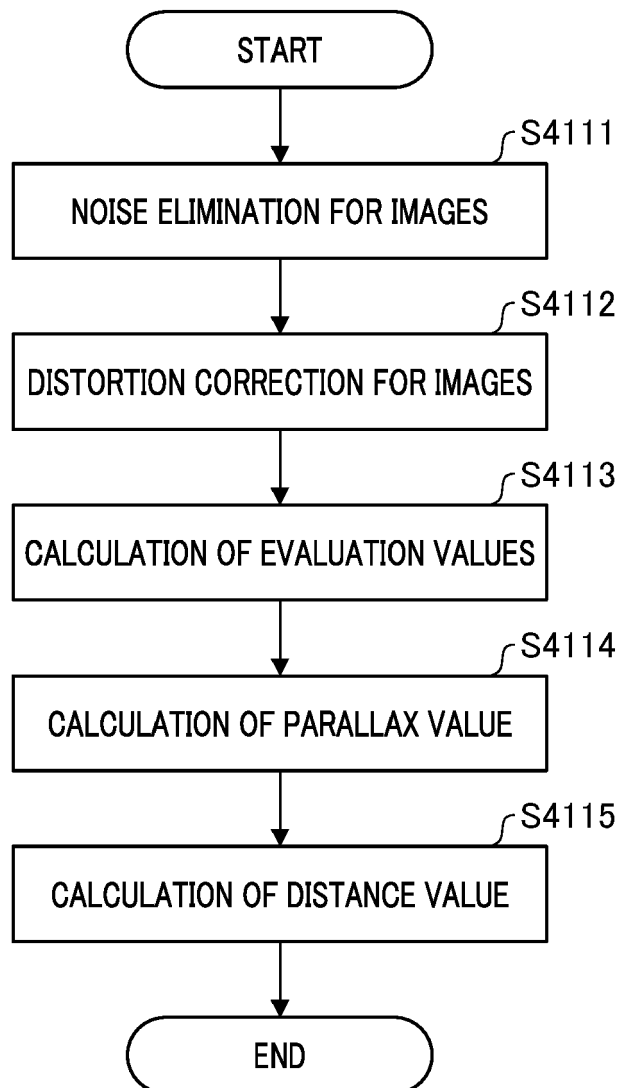 START
S4111
NOISE ELIMINATION FOR IMAGES
S4112
DISTORTION CORRECTION FOR IMAGES
S4113
CALCULATION OF EVALUATION VALUES
S4114
CALCULATION OF PARALLAX VALUE
S4115
CALCULATION OF DISTANCE VALUE
END